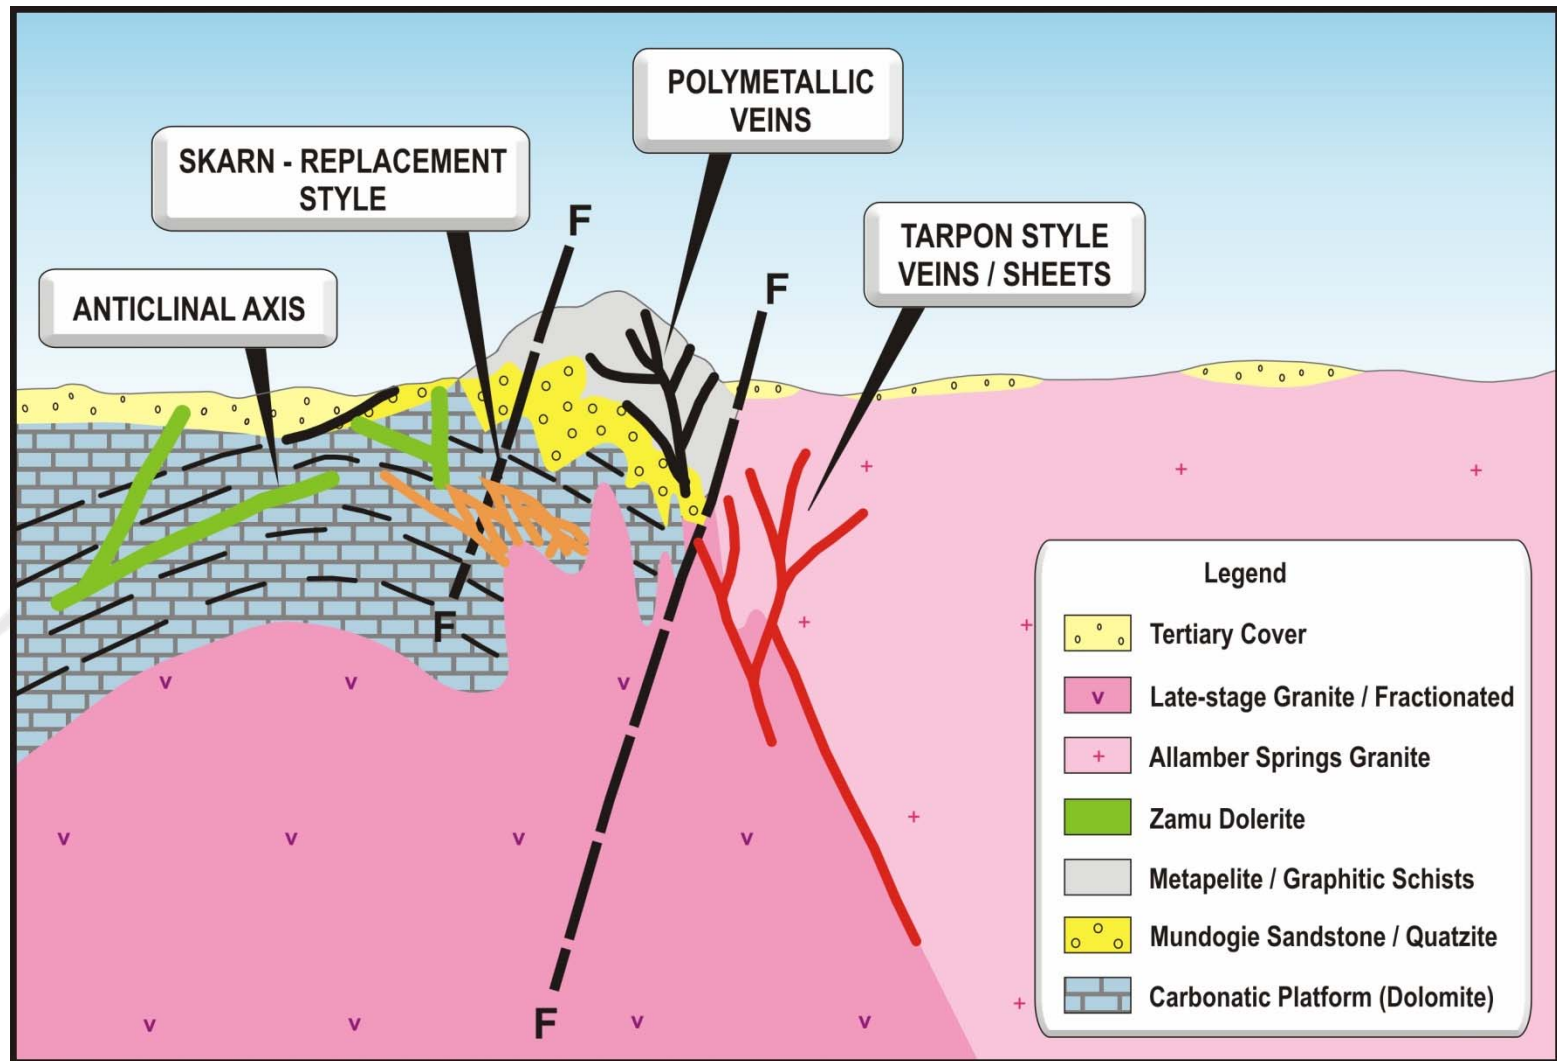 POLYMETALLIC
VEINS
SKARN - REPLACEMENT
STYLE
F
TARPON STYLE
VEINS / SHEETS
ANTICLINAL AXIS
F
F
F
Legend
Tertiary Cover
v Late-stage Granite / Fractionated
+ Allamber Springs Granite
Zamu Dolerite
Metapelite / Graphitic Schists
Mundogie Sandstone / Quatzite
Carbonatic Platform (Dolomite)